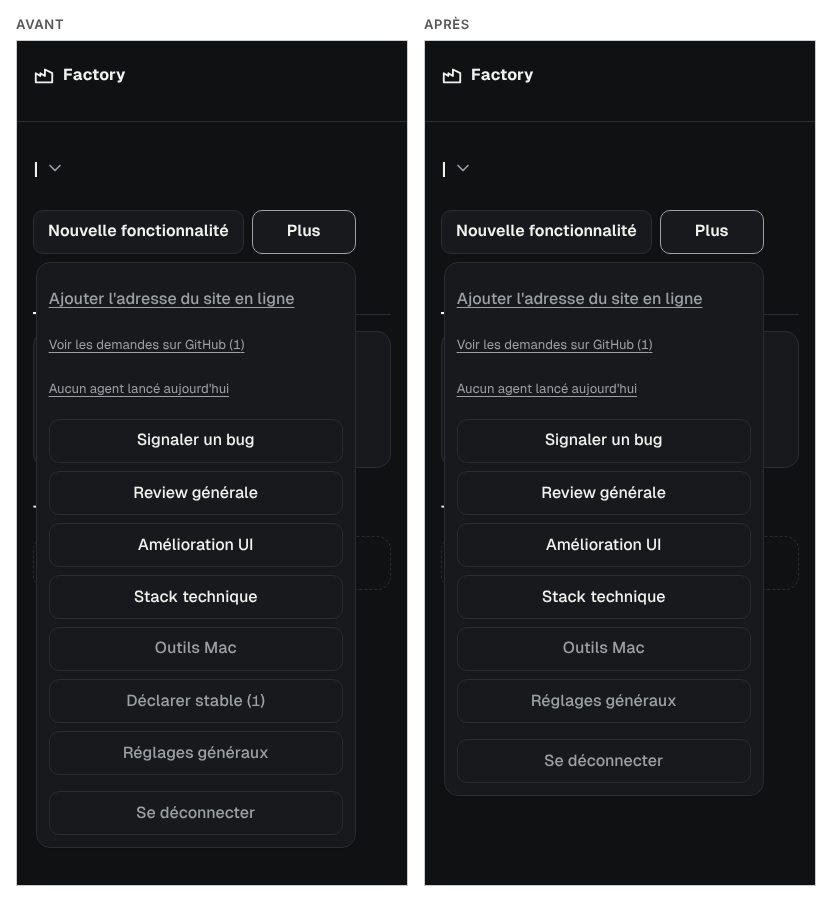 AVANT
Factory
Nouvelle fonctionnalité
Plus
Ajouter l'adresse du site en ligne
Voir les demandes sur GitHub (1)
Aucun agent lancé aujourd'hui
Signaler un bug
Review générale
Amélioration UI
Stack technique
Outils Mac
Déclarer stable (1)
Réglages généraux
Se déconnecter
APRÈS
Factory
Nouvelle fonctionnalité
Plus
Ajouter l'adresse du site en ligne
Voir les demandes sur GitHub (1)
Aucun agent lancé aujourd'hui
Signaler un bug
Review générale
Amélioration UI
Stack technique
Outils Mac
Réglages généraux
Se déconnecter